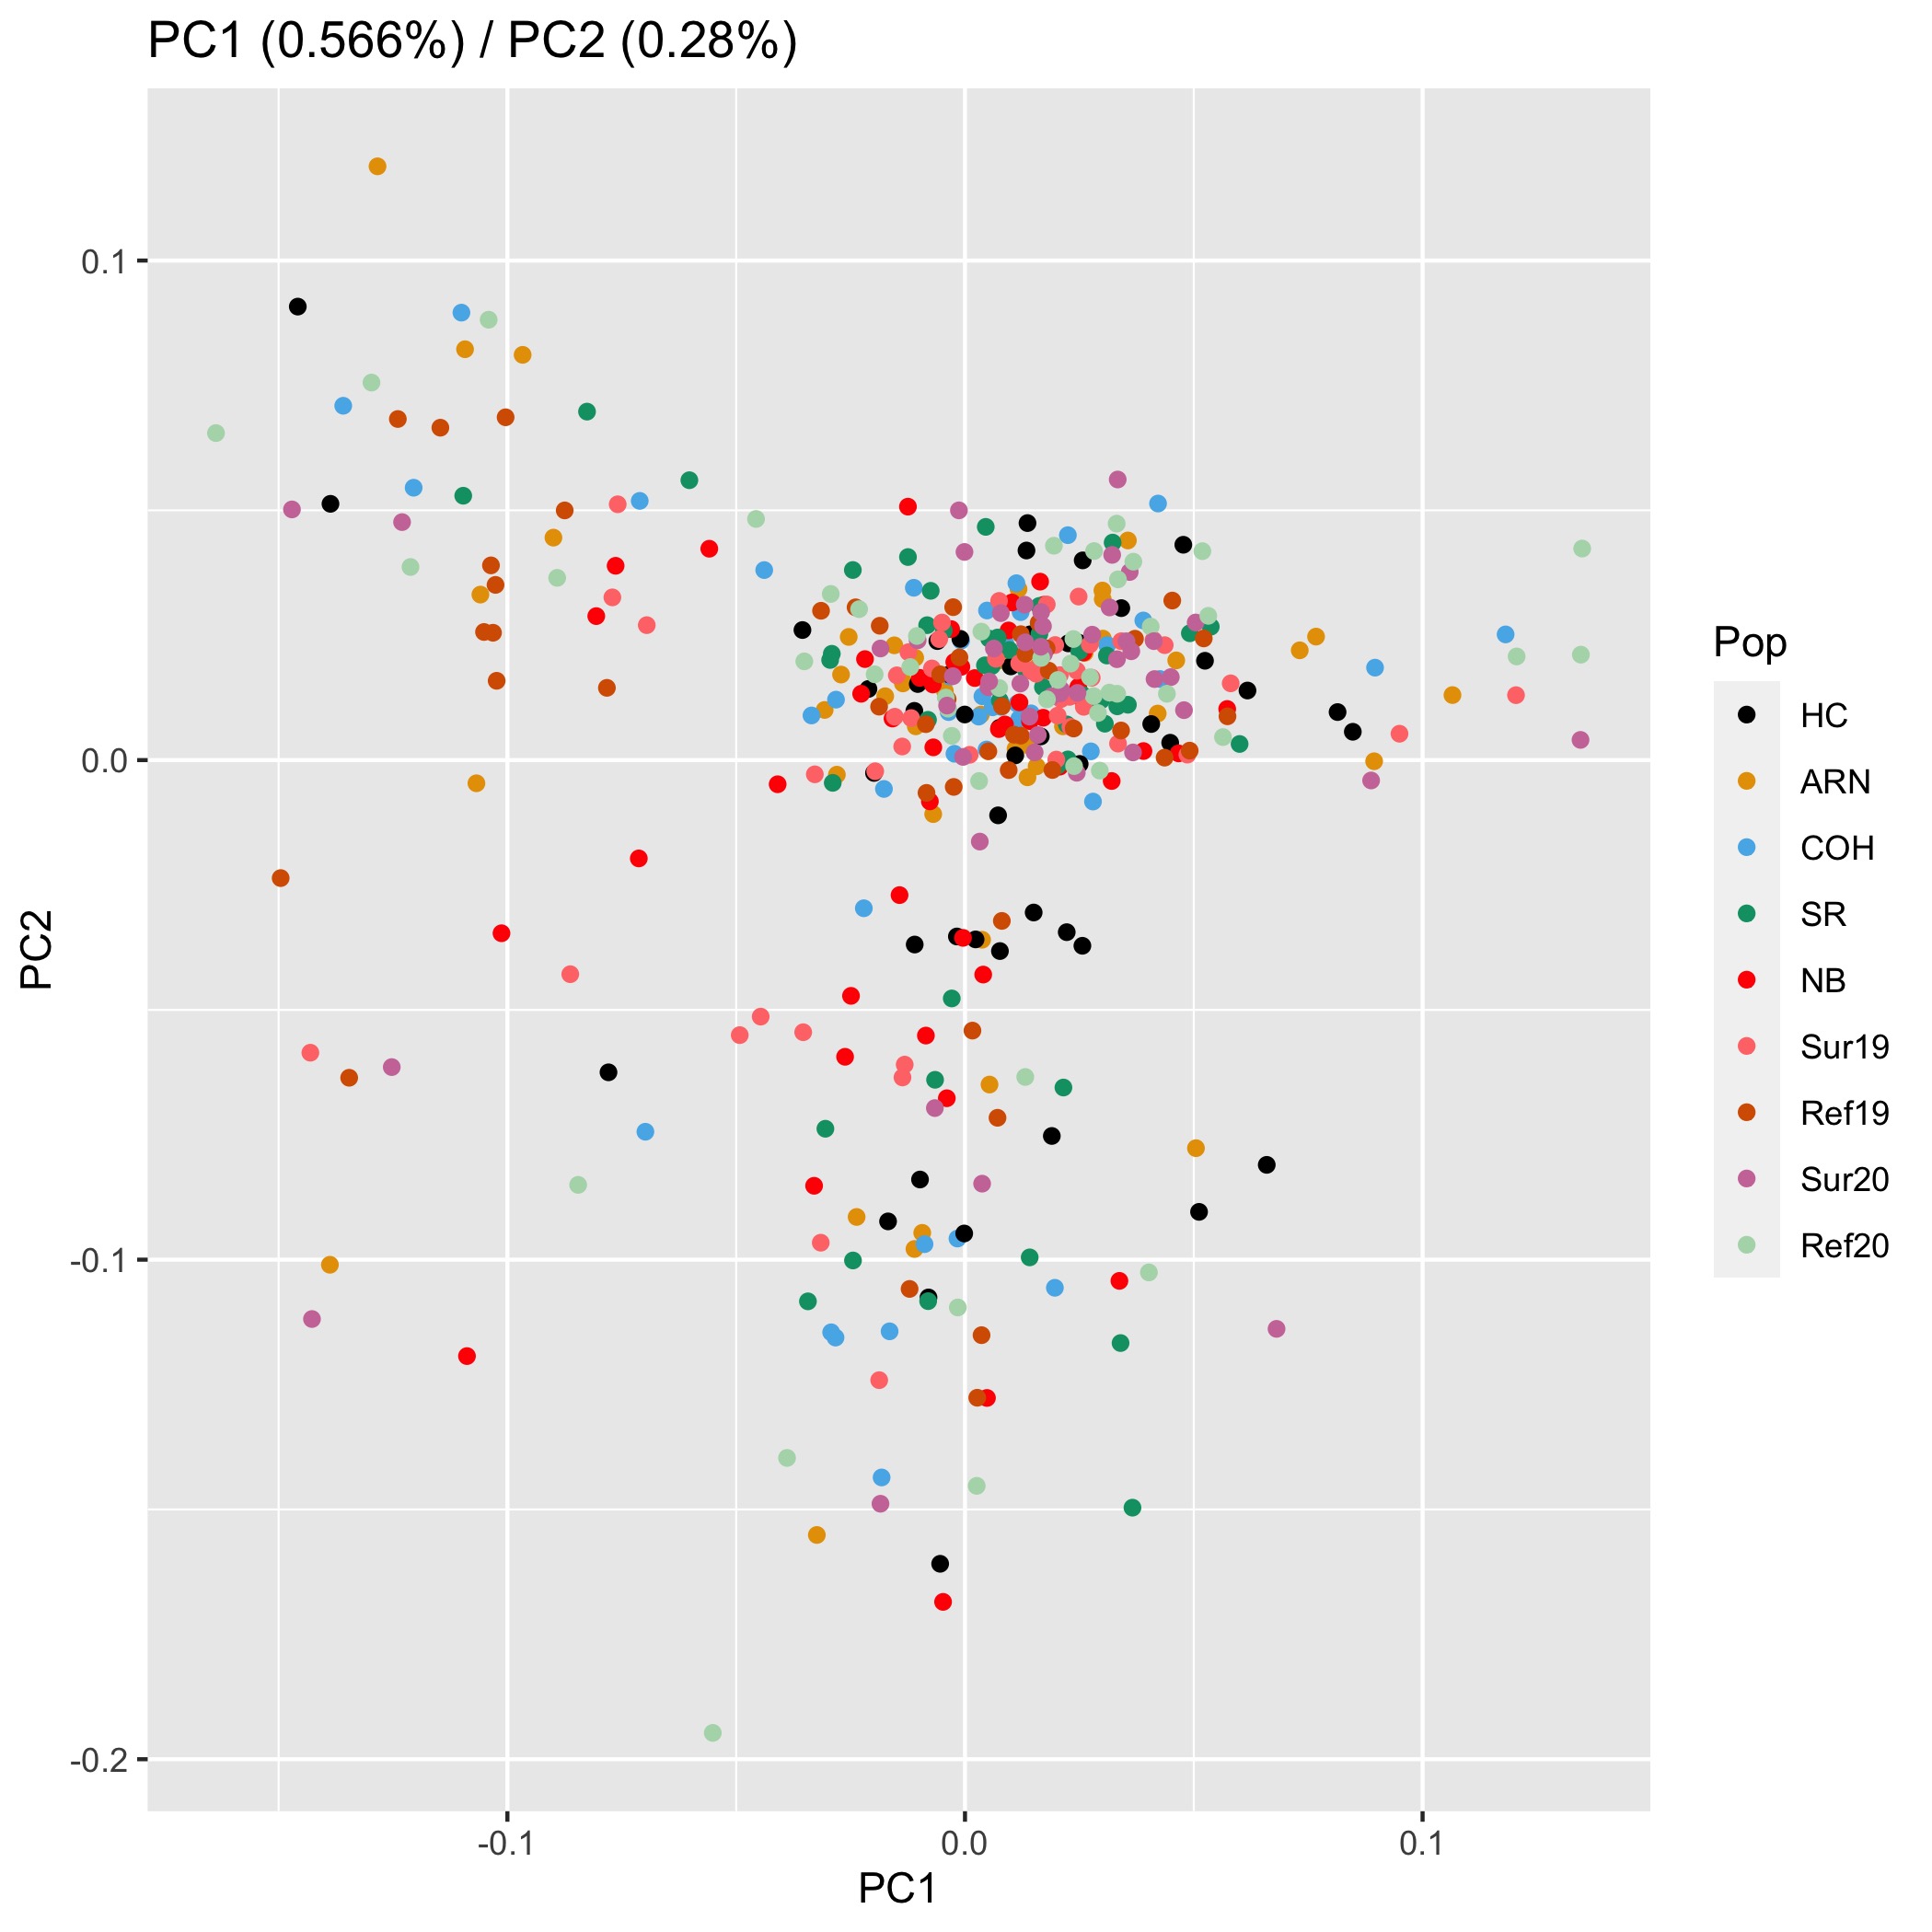 PC1 (0.566%) / PC2 (0.28%)
0.1
0.0
-0.1
-0.2
PC2
-0.1
0.0
0.1
PC1
Pop
HC
ARN
COH
SR
NB
Sur19
Ref19
Sur20
Ref20